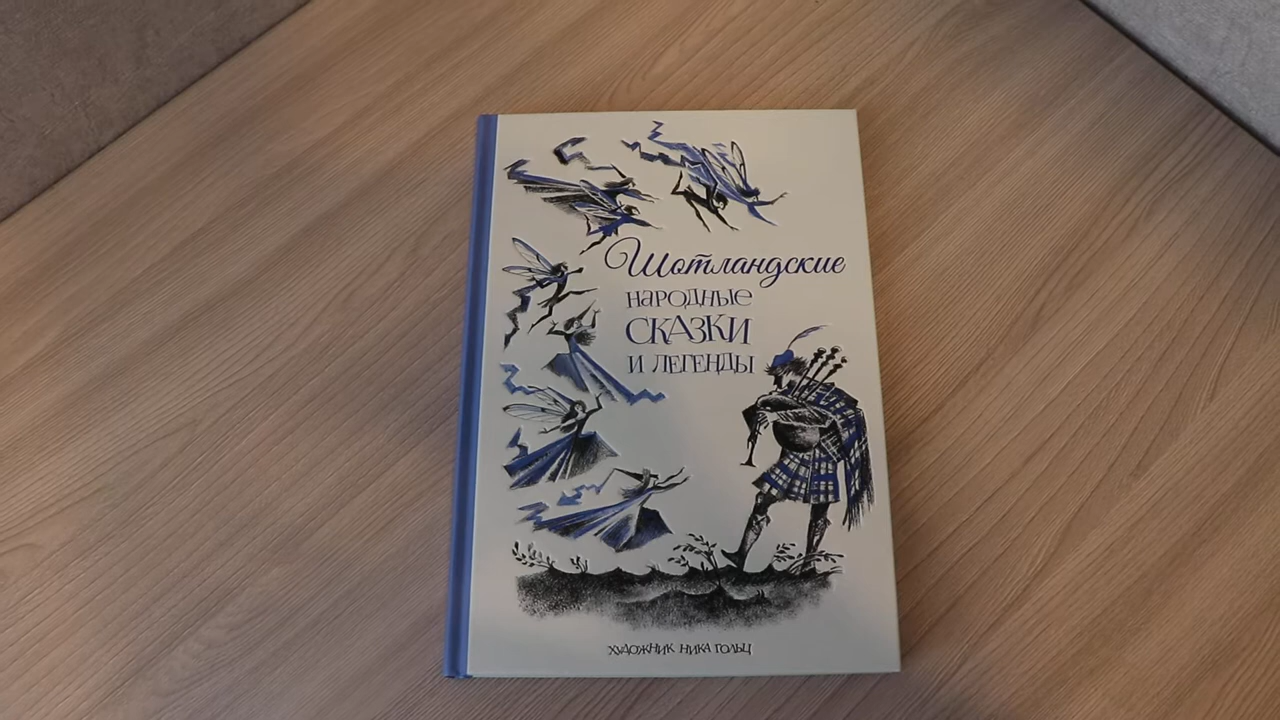 Шотландские
народные
сказки
и легенды
художник ника гольц